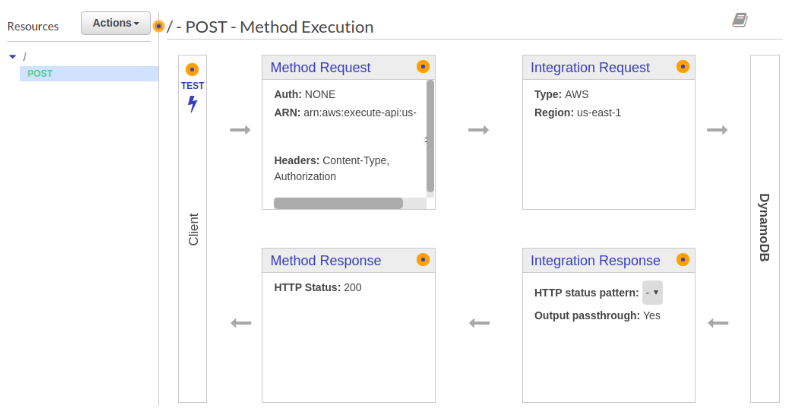 Resources
Actions
/ - POST - Method Execution
/
POST
TEST
Client
Method Request
Auth: NONE
ARN: arn:aws:execute-api:us-
Headers: Content-Type,
Authorization
Integration Request
Type: AWS
Region: us-east-1
Method Response
HTTP Status: 200
Integration Response
HTTP status pattern: -
Output passthrough: Yes
DynamoDB